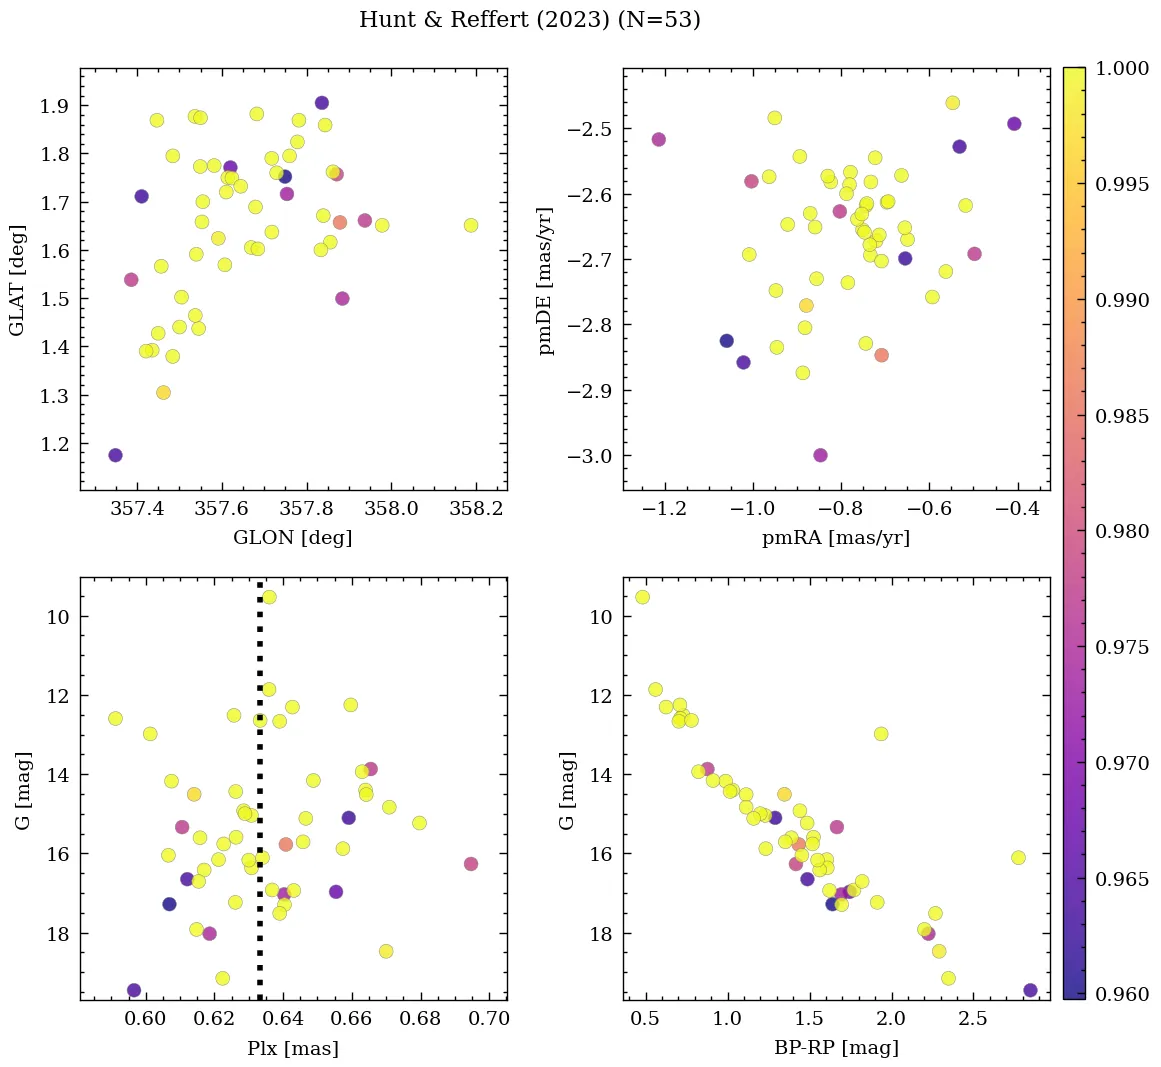 Hunt & Reffert (2023) (N=53)
1.9
1.8
1.7
1.6
1.5
1.4
1.3
1.2
GLAT [deg]
357.4 357.6 357.8 358.0 358.2
GLON [deg]
−2.5
−2.6
−2.7
−2.8
−2.9
−3.0
pmDE [mas/yr]
−1.2 −1.0 −0.8 −0.6 −0.4
pmRA [mas/yr]
10
12
14
16
18
G [mag]
0.60 0.62 0.64 0.66 0.68 0.70
Plx [mas]
10
12
14
16
18
G [mag]
0.5 1.0 1.5 2.0 2.5
BP-RP [mag]
1.000
0.995
0.990
0.985
0.980
0.975
0.970
0.965
0.960